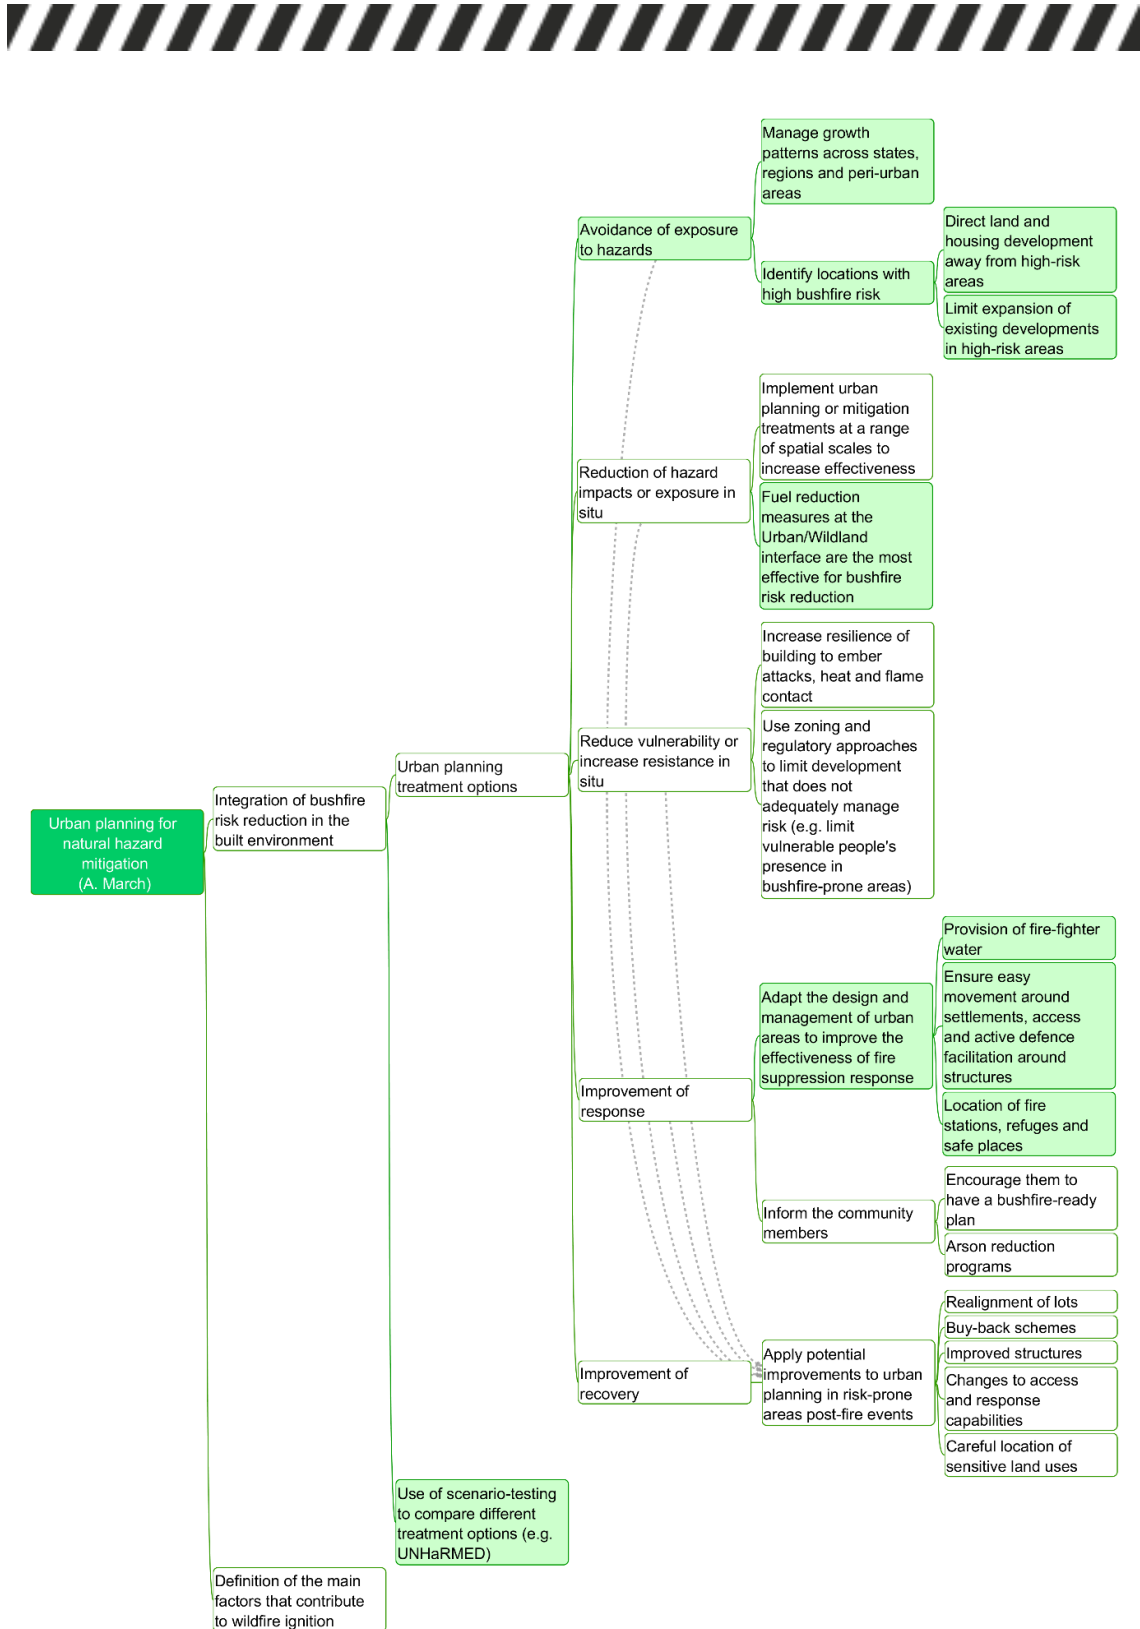 Urban planning for
natural hazard
mitigation
(A. March)
Integration of bushfire
risk reduction in the
built environment
Urban planning
treatment options
Avoidance of exposure
to hazards
Manage growth
patterns across states,
regions and peri-urban
areas
Identify locations with
high bushfire risk
Direct land and
housing development
away from high-risk
areas
Limit expansion of
existing developments
in high-risk areas
Reduction of hazard
impacts or exposure in
situ
Implement urban
planning or mitigation
treatments at a range
of spatial scales to
increase effectiveness
Fuel reduction
measures at the
Urban/Wildland
interface are the most
effective for bushfire
risk reduction
Reduce vulnerability or
increase resistance in
situ
Increase resilience of
building to ember
attacks, heat and flame
contact
Use zoning and
regulatory approaches
to limit development
that does not
adequately manage
risk (e.g. limit
vulnerable people's
presence in
bushfire-prone areas)
Improvement of
response
Adapt the design and
management of urban
areas to improve the
effectiveness of fire
suppression response
Provision of fire-fighter
water
Ensure easy
movement around
settlements, access
and active defence
facilitation around
structures
Location of fire
stations, refuges and
safe places
Inform the community
members
Encourage them to
have a bushfire-ready
plan
Arson reduction
programs
Improvement of
recovery
Apply potential
improvements to urban
planning in risk-prone
areas post-fire events
Realignment of lots
Buy-back schemes
Improved structures
Changes to access
and response
capabilities
Careful location of
sensitive land uses
Use of scenario-testing
to compare different
treatment options (e.g.
UNHaRMED)
Definition of the main
factors that contribute
to wildfire ignition